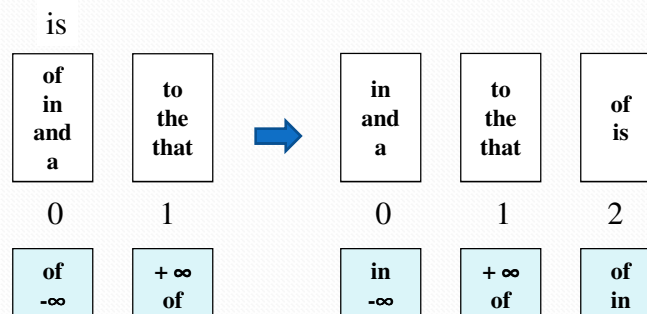 is
of
in
and
a
to
the
that
in
and
a
to
the
that
of
is
0 1 0 1 2
of
-∞
+ ∞
of
in
-∞
+ ∞
of
of
in